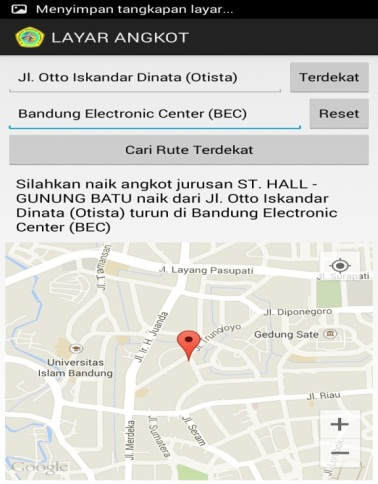 Menyimpan tangkapan layar...
LAYAR ANGKOT
Jl. Otto Iskandar Dinata (Otista)
Terdekat
Bandung Electronic Center (BEC)
Reset
Cari Rute Terdekat
Silahkan naik angkot jurusan ST. HALL -
GUNUNG BATU naik dari Jl. Otto Iskandar
Dinata (Otista) turun di Bandung Electronic
Center (BEC)
Jl. Tamansari
Jl. Layang Pasupati
Jl. Surapati
Jl. Diponegoro
Jl. Ir. H. Juanda
Jl. Trunojoyo
Gedung Sate
Universitas
Islam Bandung
Jl. Riau
Jl. Merdeka
Jl. Sumatera
Jl. Seram
+
−
Google